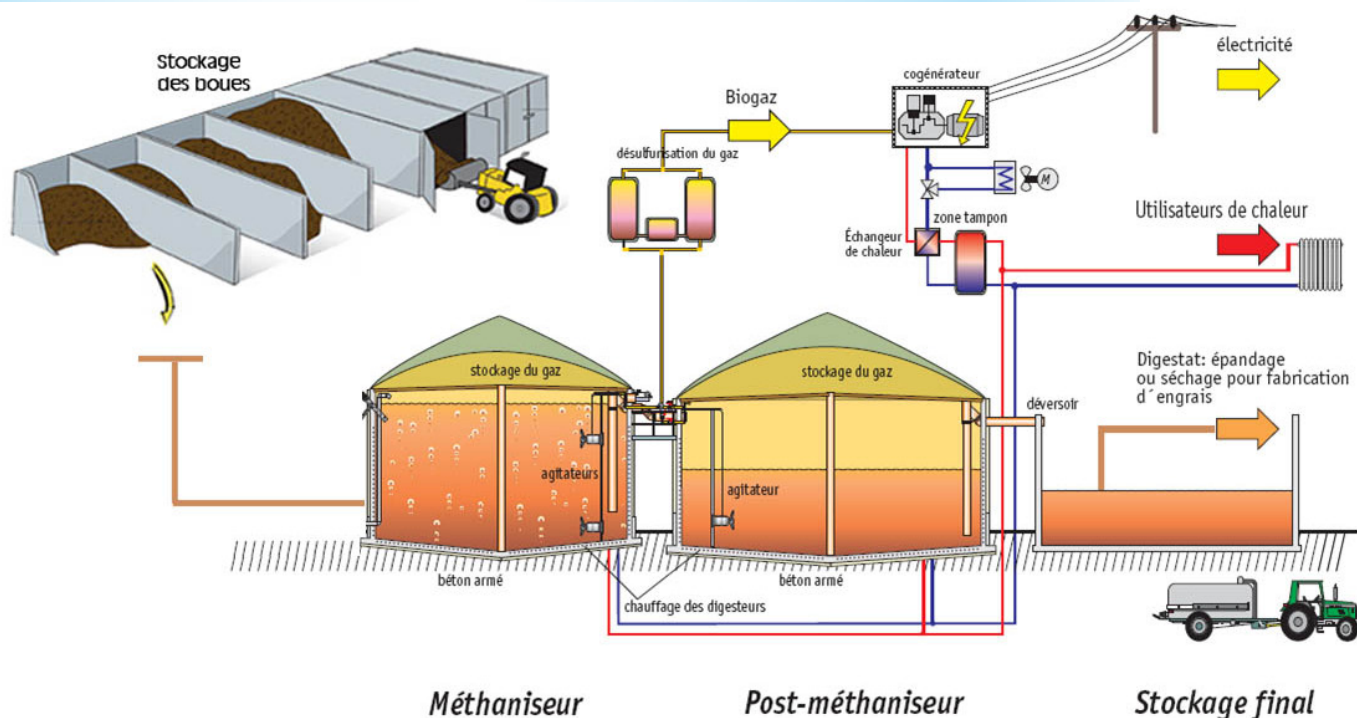 Stockage
des boues
Biogaz
cogénérateur
électricité
désulfurisation du gaz
M
zone tampon
Échangeur
de chaleur
Utilisateurs de chaleur
stockage du gaz
stockage du gaz
Digestat: épandage
ou séchage pour fabrication
d´engrais
déversoir
agitateurs
agitateur
béton armé
béton armé
chauffage des digesteurs
Méthaniseur
Post-méthaniseur
Stockage final